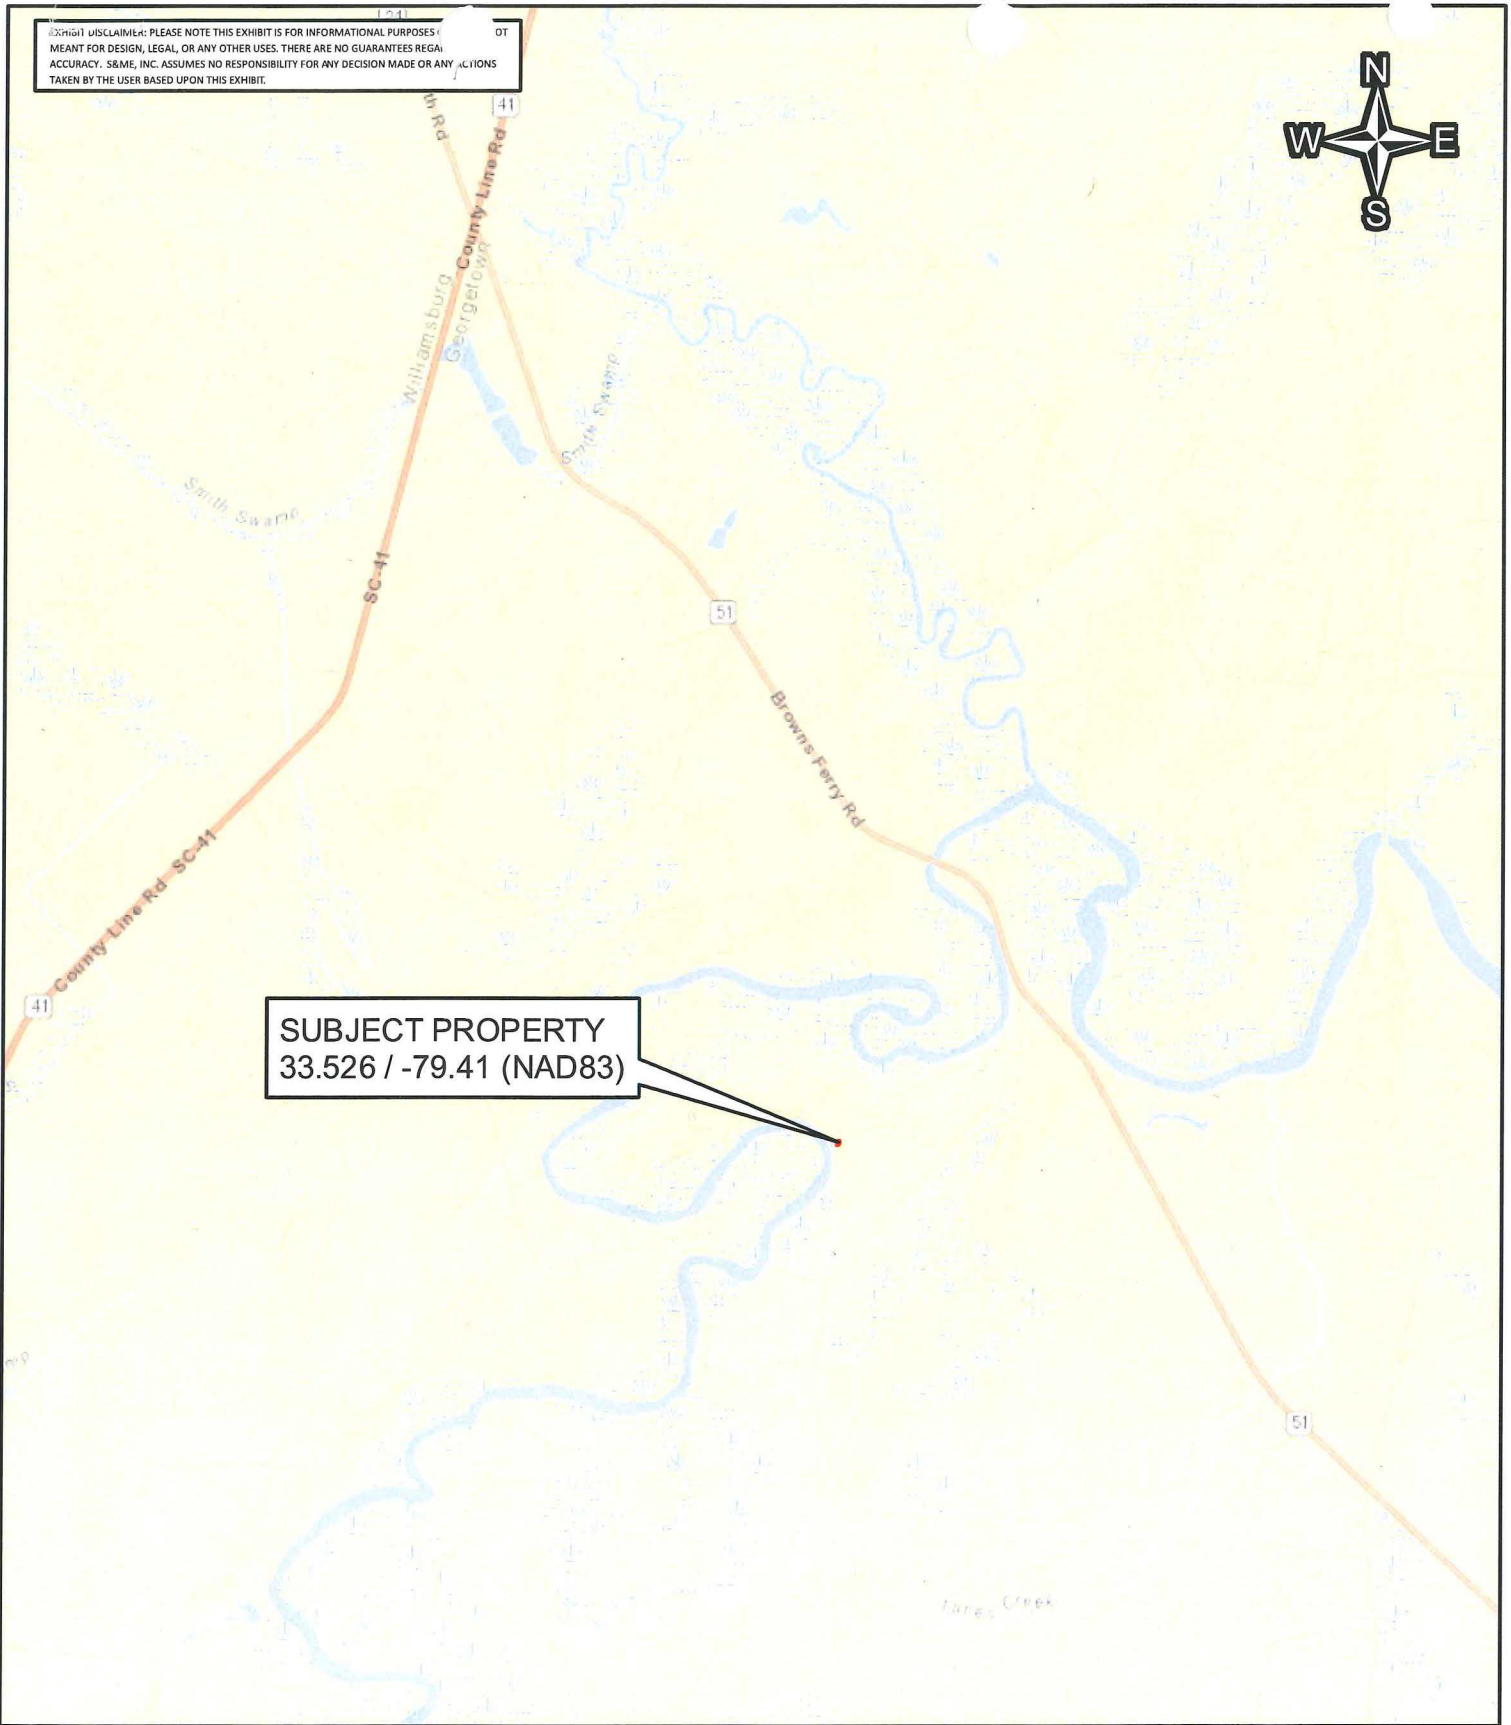 EXHIBIT DISCLAIMER: PLEASE NOTE THIS EXHIBIT IS FOR INFORMATIONAL PURPOSES OT
MEANT FOR DESIGN, LEGAL, OR ANY OTHER USES. THERE ARE NO GUARANTEES
ACCURACY. S&ME, INC. ASSUMES NO RESPONSIBILITY FOR ANY DECISION MADE OR ANY ACTIONS
TAKEN BY THE USER BASED UPON THIS EXHIBIT.
N
W E
S
th Rd
41
County Line Rd
Williamsburg
Georgetown
Smith Swamp
Smith Swamp
SC-41
51
Browns Ferry Rd
County Line Rd SC-41
41
SUBJECT PROPERTY
33.526 / -79.41 (NAD83)
51
Creek